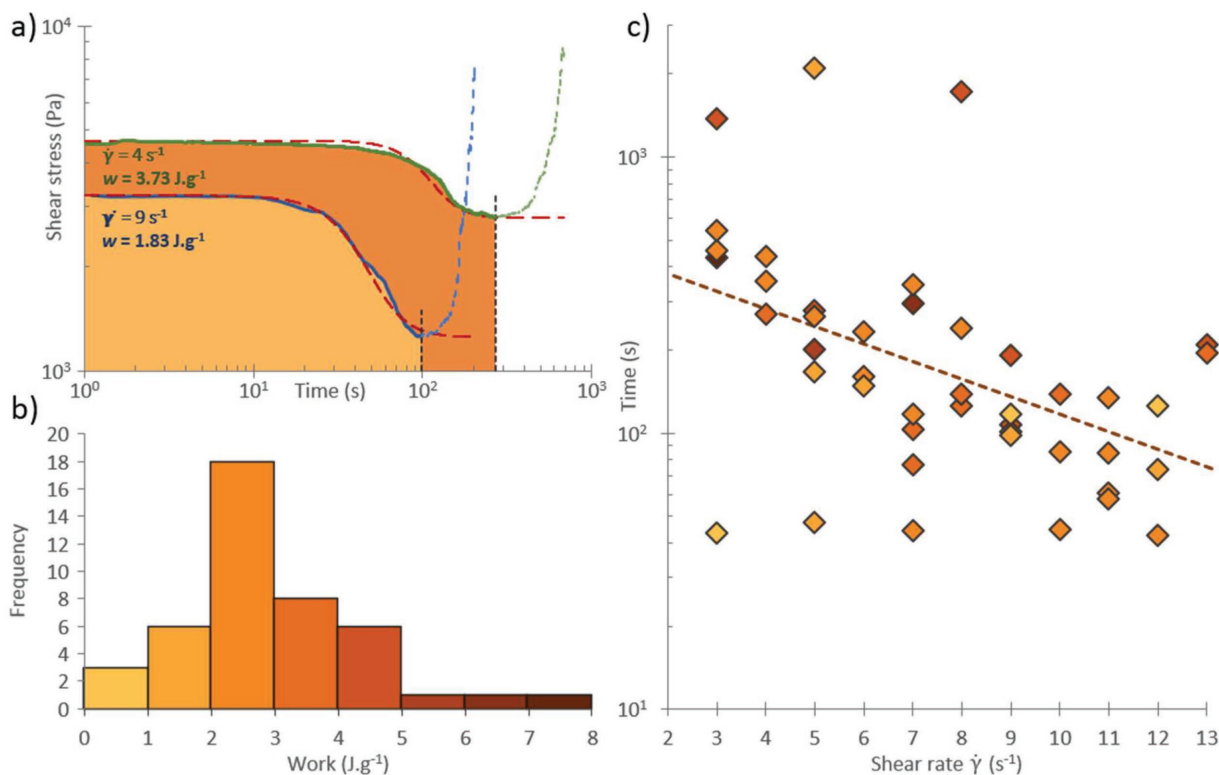 a)
10⁴
Shear stress (Pa)
γ̇ = 4 s⁻¹
w = 3.73 J.g⁻¹
γ̇ = 9 s⁻¹
w = 1.83 J.g⁻¹
10³
10⁰ 10¹ 10² 10³
Time (s)
b)
20
18
16
14
12
10
8
6
4
2
0
Frequency
0 1 2 3 4 5 6 7 8
Work (J.g⁻¹)
c)
10³
10²
10¹
Time (s)
2 3 4 5 6 7 8 9 10 11 12 13
Shear rate γ̇ (s⁻¹)